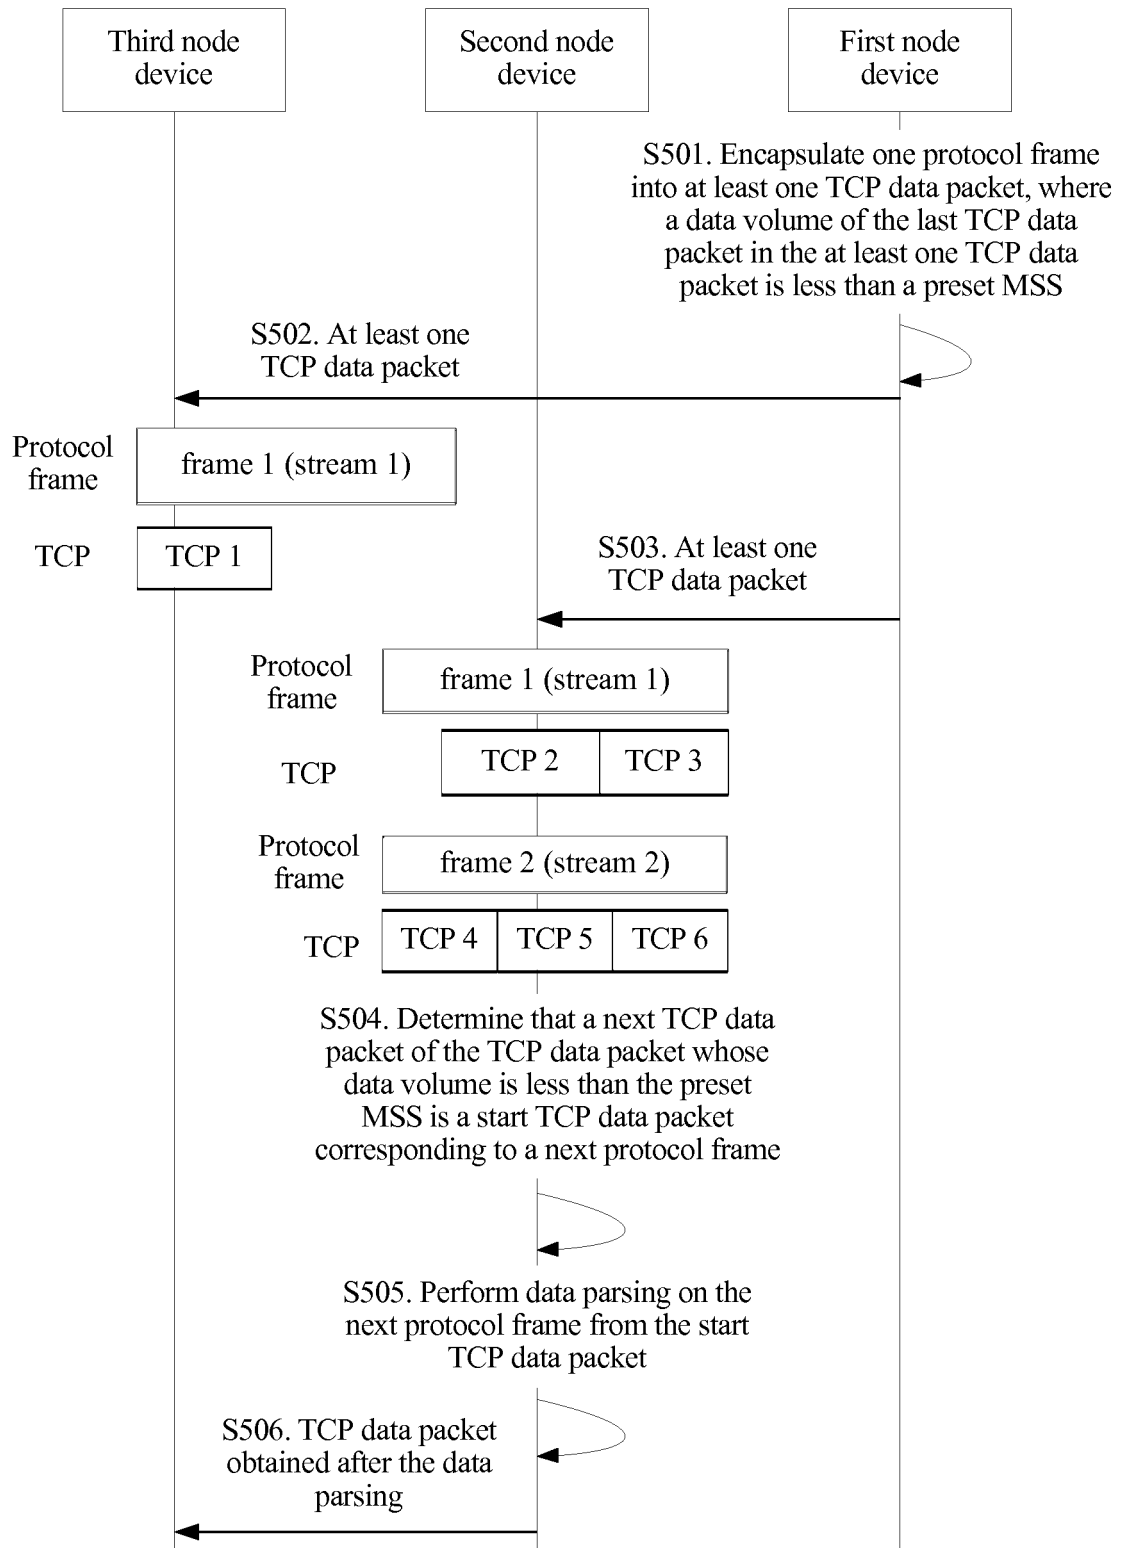 Third node
device
Second node
device
First node
device
S501. Encapsulate one protocol frame
into at least one TCP data packet, where
a data volume of the last TCP data
packet in the at least one TCP data
packet is less than a preset MSS
S502. At least one
TCP data packet
Protocol
frame
frame 1 (stream 1)
TCP
TCP 1
S503. At least one
TCP data packet
Protocol
frame
frame 1 (stream 1)
TCP
TCP 2
TCP 3
Protocol
frame
frame 2 (stream 2)
TCP
TCP 4
TCP 5
TCP 6
S504. Determine that a next TCP data
packet of the TCP data packet whose
data volume is less than the preset
MSS is a start TCP data packet
corresponding to a next protocol frame
S505. Perform data parsing on the
next protocol frame from the start
TCP data packet
S506. TCP data packet
obtained after the data
parsing